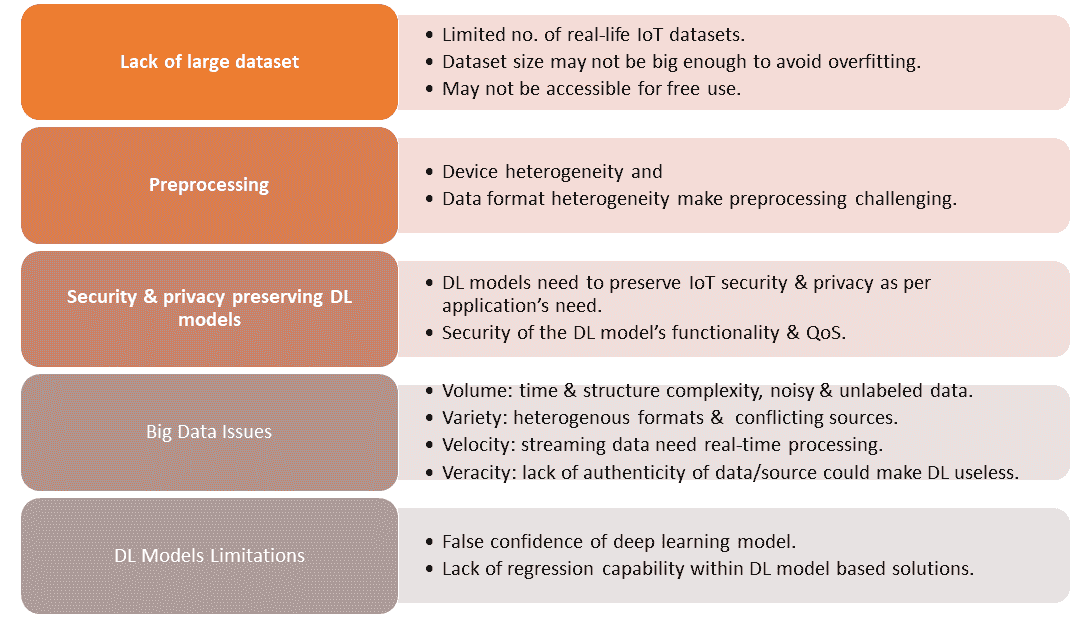 Lack of large dataset
• Limited no. of real-life IoT datasets.
• Dataset size may not be big enough to avoid overfitting.
• May not be accessible for free use.
Preprocessing
• Device heterogeneity and
• Data format heterogeneity make preprocessing challenging.
Security & privacy preserving DL
models
• DL models need to preserve IoT security & privacy as per
application's need.
• Security of the DL model's functionality & QoS.
Big Data Issues
• Volume: time & structure complexity, noisy & unlabeled data.
• Variety: heterogenous formats & conflicting sources.
• Velocity: streaming data need real-time processing.
• Veracity: lack of authenticity of data/source could make DL useless.
DL Models Limitations
• False confidence of deep learning model.
• Lack of regression capability within DL model based solutions.